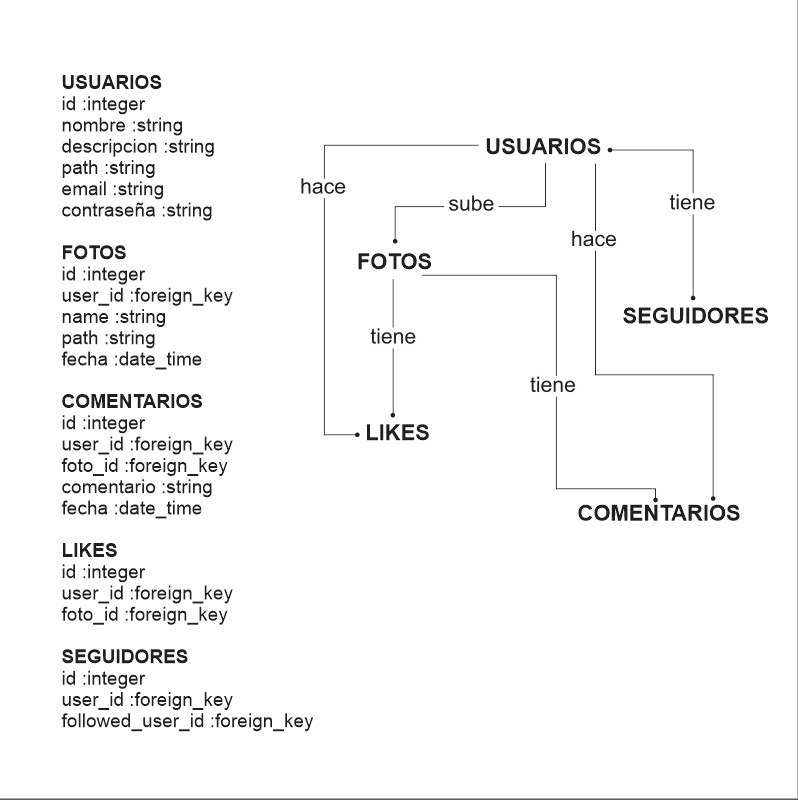 USUARIOS
id :integer
nombre :string
descripcion :string
path :string
email :string
contraseña :string
FOTOS
id :integer
user_id :foreign_key
name :string
path :string
fecha :date_time
COMENTARIOS
id :integer
user_id :foreign_key
foto_id :foreign_key
comentario :string
fecha :date_time
LIKES
id :integer
user_id :foreign_key
foto_id :foreign_key
SEGUIDORES
id :integer
user_id :foreign_key
followed_user_id :foreign_key
USUARIOS
hace
sube
tiene
hace
FOTOS
SEGUIDORES
tiene
tiene
LIKES
COMENTARIOS